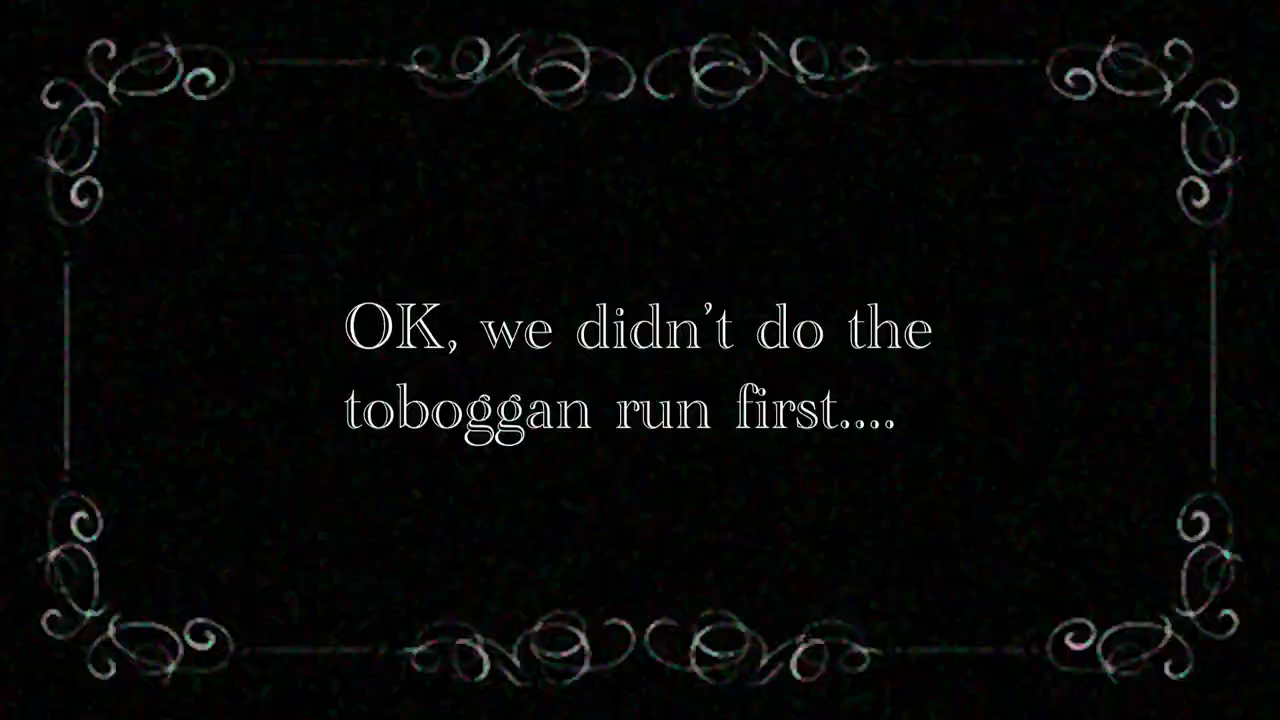 OK, we didn’t do the
toboggan run first....